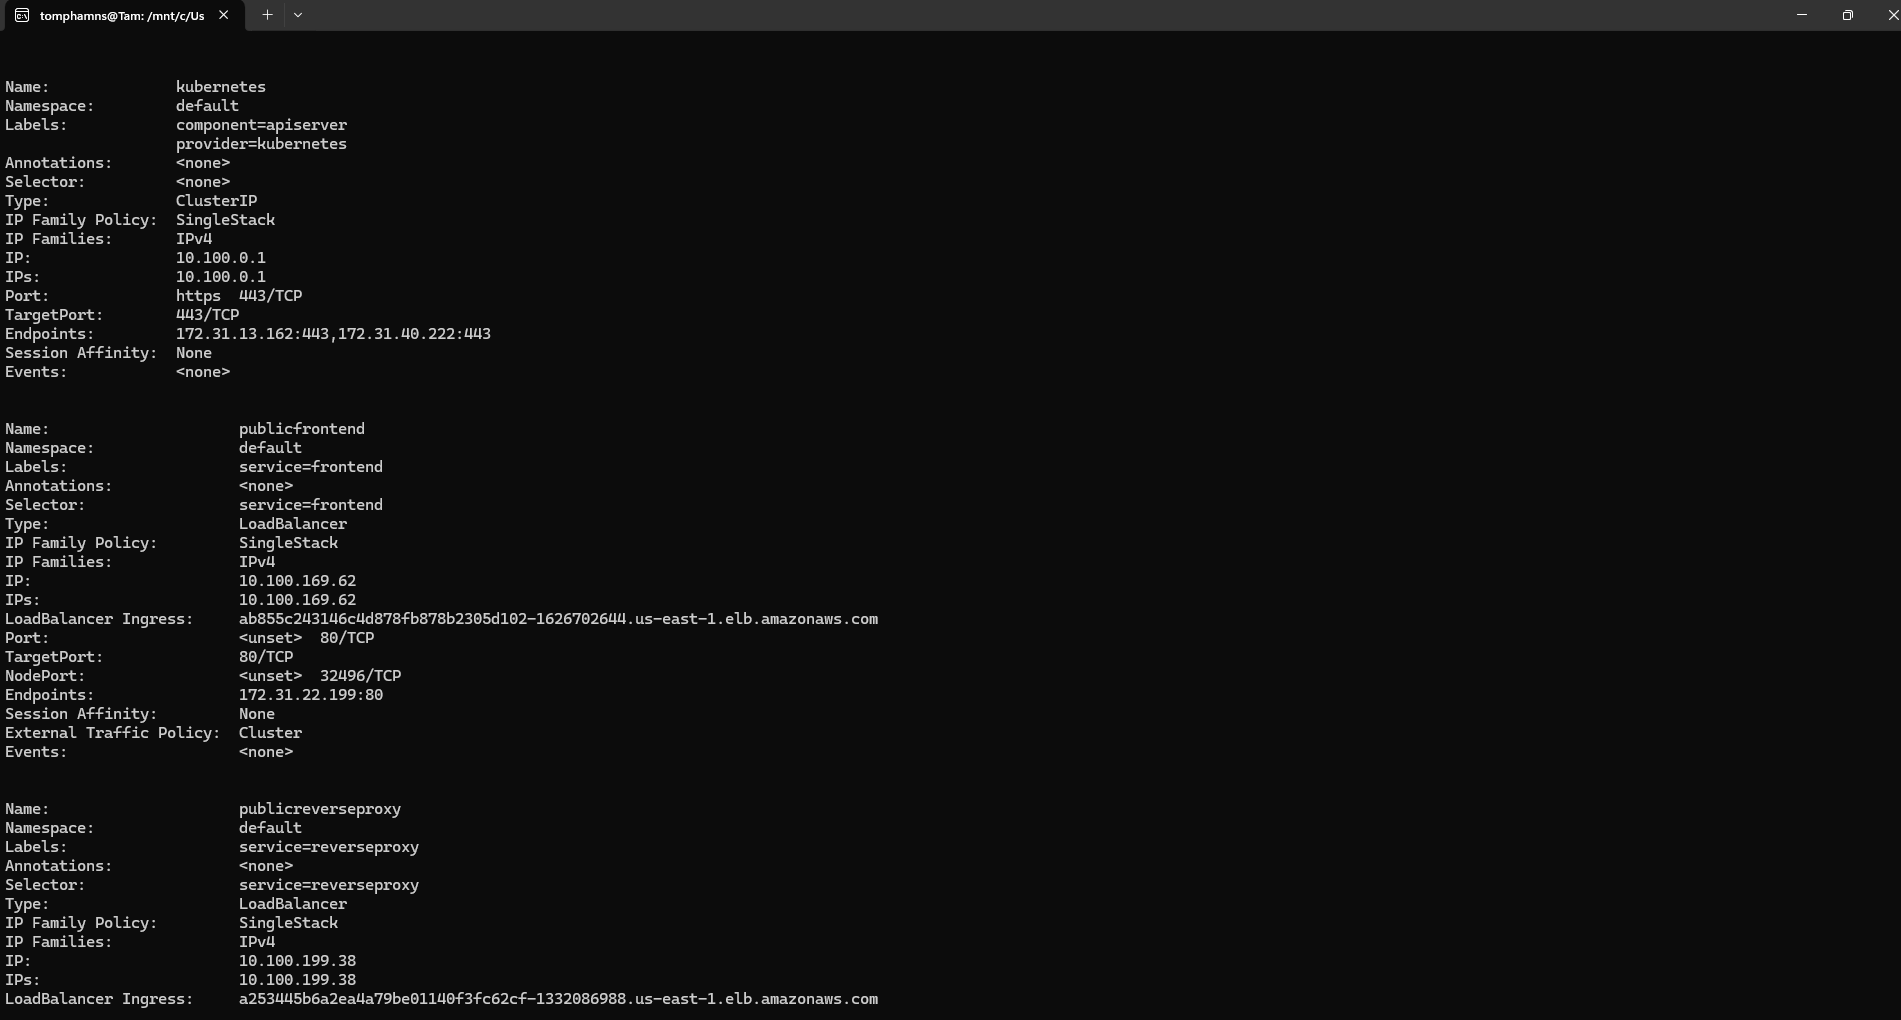 tomphamns@Tam: /mnt/c/Us
Name:              kubernetes
Namespace:         default
Labels:            component=apiserver
                   provider=kubernetes
Annotations:       <none>
Selector:          <none>
Type:              ClusterIP
IP Family Policy:  SingleStack
IP Families:       IPv4
IP:                10.100.0.1
IPs:               10.100.0.1
Port:              https  443/TCP
TargetPort:        443/TCP
Endpoints:         172.31.13.162:443,172.31.40.222:443
Session Affinity:  None
Events:            <none>
Name:                     publicfrontend
Namespace:                default
Labels:                   service=frontend
Annotations:              <none>
Selector:                 service=frontend
Type:                     LoadBalancer
IP Family Policy:         SingleStack
IP Families:              IPv4
IP:                       10.100.169.62
IPs:                      10.100.169.62
LoadBalancer Ingress:     ab855c243146c4d878fb878b2305d102-1626702644.us-east-1.elb.amazonaws.com
Port:                     <unset>  80/TCP
TargetPort:               80/TCP
NodePort:                 <unset>  32496/TCP
Endpoints:                172.31.22.199:80
Session Affinity:         None
External Traffic Policy:  Cluster
Events:                   <none>
Name:                     publicreverseproxy
Namespace:                default
Labels:                   service=reverseproxy
Annotations:              <none>
Selector:                 service=reverseproxy
Type:                     LoadBalancer
IP Family Policy:         SingleStack
IP Families:              IPv4
IP:                       10.100.199.38
IPs:                      10.100.199.38
LoadBalancer Ingress:     a253445b6a2ea4a79be01140f3fc62cf-1332086988.us-east-1.elb.amazonaws.com